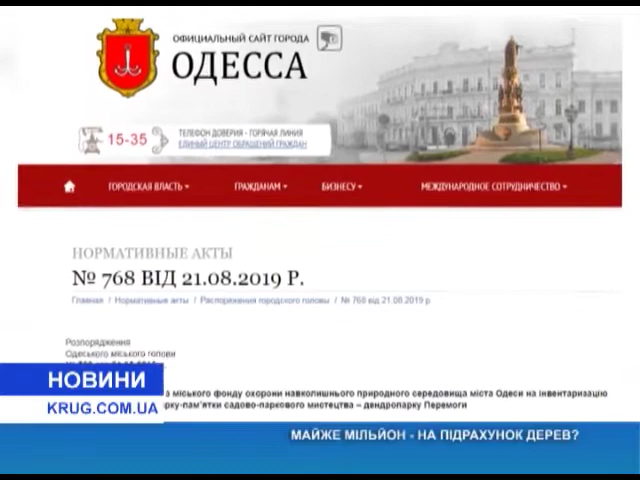 ОФИЦИАЛЬНЫЙ САЙТ ГОРОДА
ОДЕССА
15-35
ТЕЛЕФОН ДОВЕРИЯ - ГОРЯЧАЯ ЛИНИЯ
ЕДИНЫЙ ЦЕНТР ОБРАЩЕНИЙ ГРАЖДАН
ГОРОДСКАЯ ВЛАСТЬ
ГРАЖДАНАМ
БИЗНЕСУ
МЕЖДУНАРОДНОЕ СОТРУДНИЧЕСТВО
НОРМАТИВНЫЕ АКТЫ
№ 768 ВІД 21.08.2019 Р.
Главная / Нормативные акты / Распоряжения городского головы / № 768 від 21.08.2019 р
Розпорядження
Одеського міського голови
НОВИНИ
KRUG.COM.UA
міського фонду охорони навколишнього природного середовища міста Одеси на інвентаризацію
садово-паркового мистецтва – дендропарку Перемоги
МАЙЖЕ МІЛЬЙОН - НА ПІДРАХУНОК ДЕРЕВ?